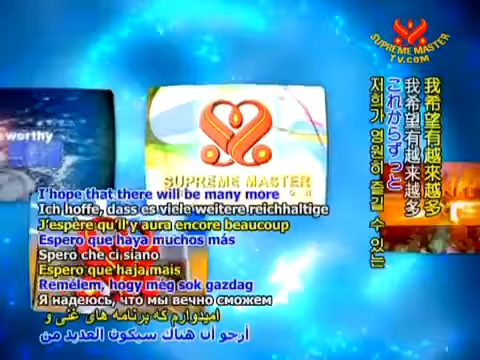 SUPREME MASTER
TV.COM
worthy
SUPREME MASTER
I hope that there will be many more
Ich hoffe, dass es viele weitere reichhaltige
J'espère qu'il y aura encore beaucoup
Espero que haya muchos más
Spero che ci siano
Espero que haja mais
Remélem, hogy még sok gazdag
Я надеюсь, что мы вечно сможем
امیدوارم که برنامه های غنی و
أرجو أن هناك سيكون العديد من
我希望有越來越多
我希望有越来越多
これからずっと
저희가 영원히 즐길 수 있는